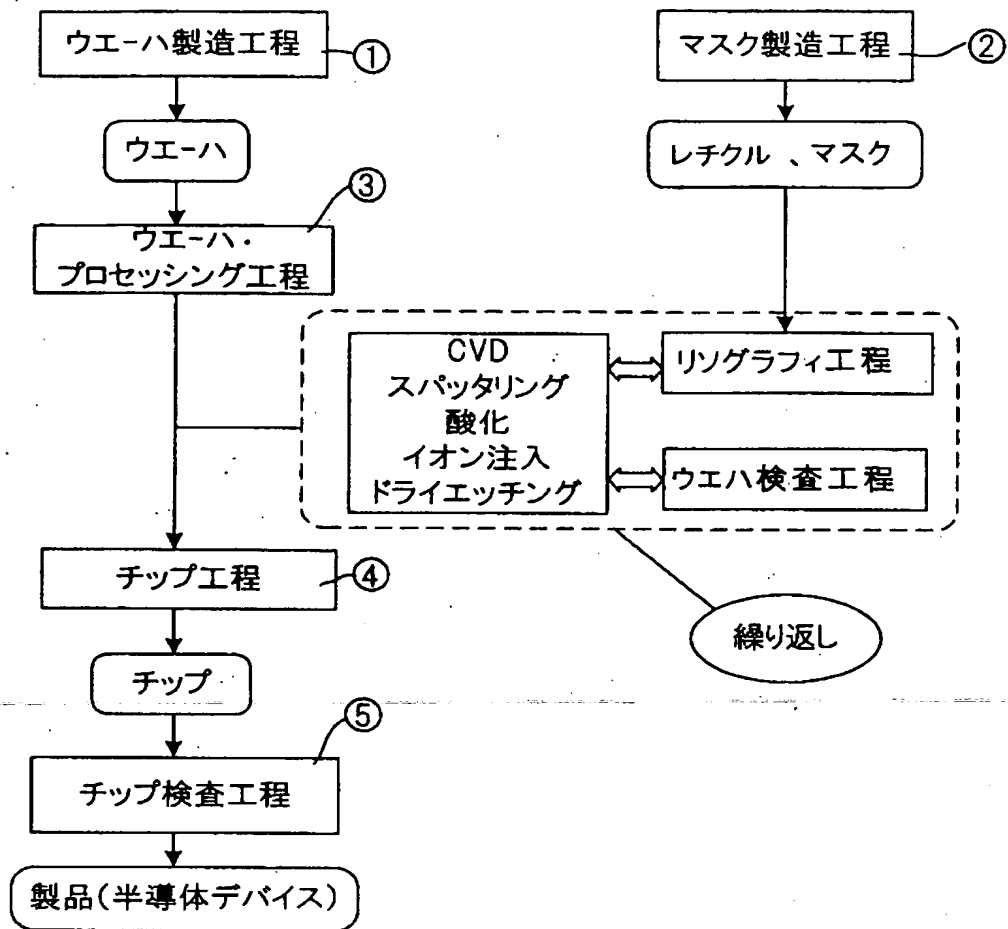 ウエーハ製造工程
①
ウエーハ
③
ウエーハ・
プロセッシング工程
マスク製造工程
②
レチクル 、マスク
CVD
スパッタリング
酸化
イオン注入
ドライエッチング
リソグラフィ工程
ウエハ検査工程
繰り返し
チップ工程
④
チップ
⑤
チップ検査工程
製品(半導体デバイス)